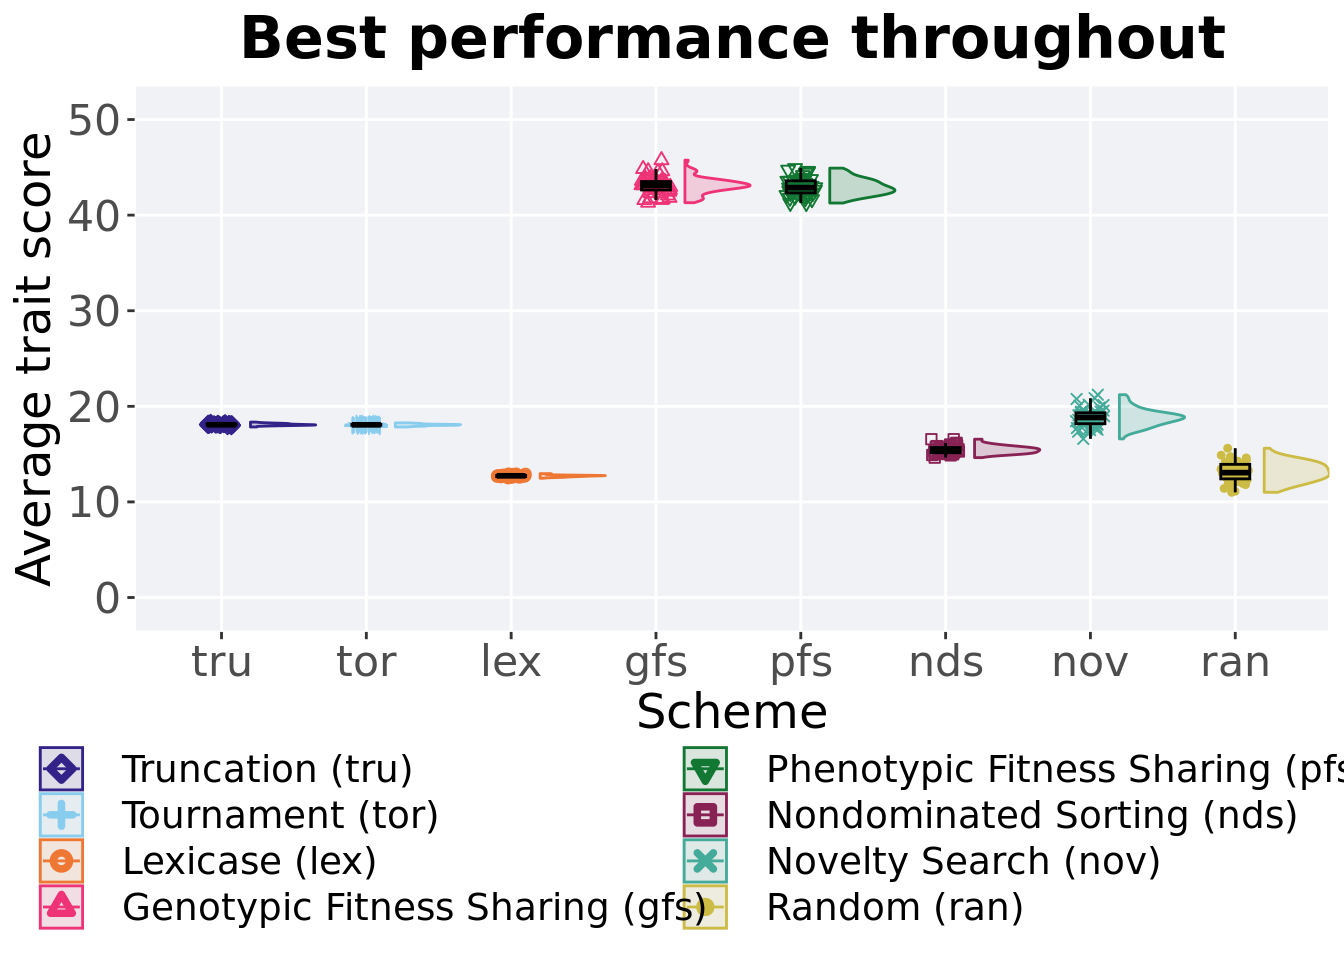 Best performance throughout
Average trait score
50
40
30
20
10
0
tru tor lex gfs pfs nds nov ran
Scheme
Truncation (tru)
Tournament (tor)
Lexicase (lex)
Genotypic Fitness Sharing (gfs)
Phenotypic Fitness Sharing (pfs
Nondominated Sorting (nds)
Novelty Search (nov)
Random (ran)